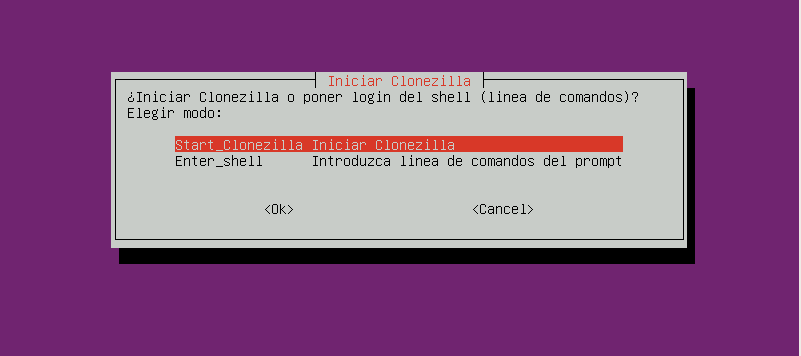 Iniciar Clonezilla
¿Iniciar Clonezilla o poner login del shell (linea de comandos)?
Elegir modo:
Start_Clonezilla Iniciar Clonezilla
Enter_shell Introduzca linea de comandos del prompt
<Ok> <Cancel>